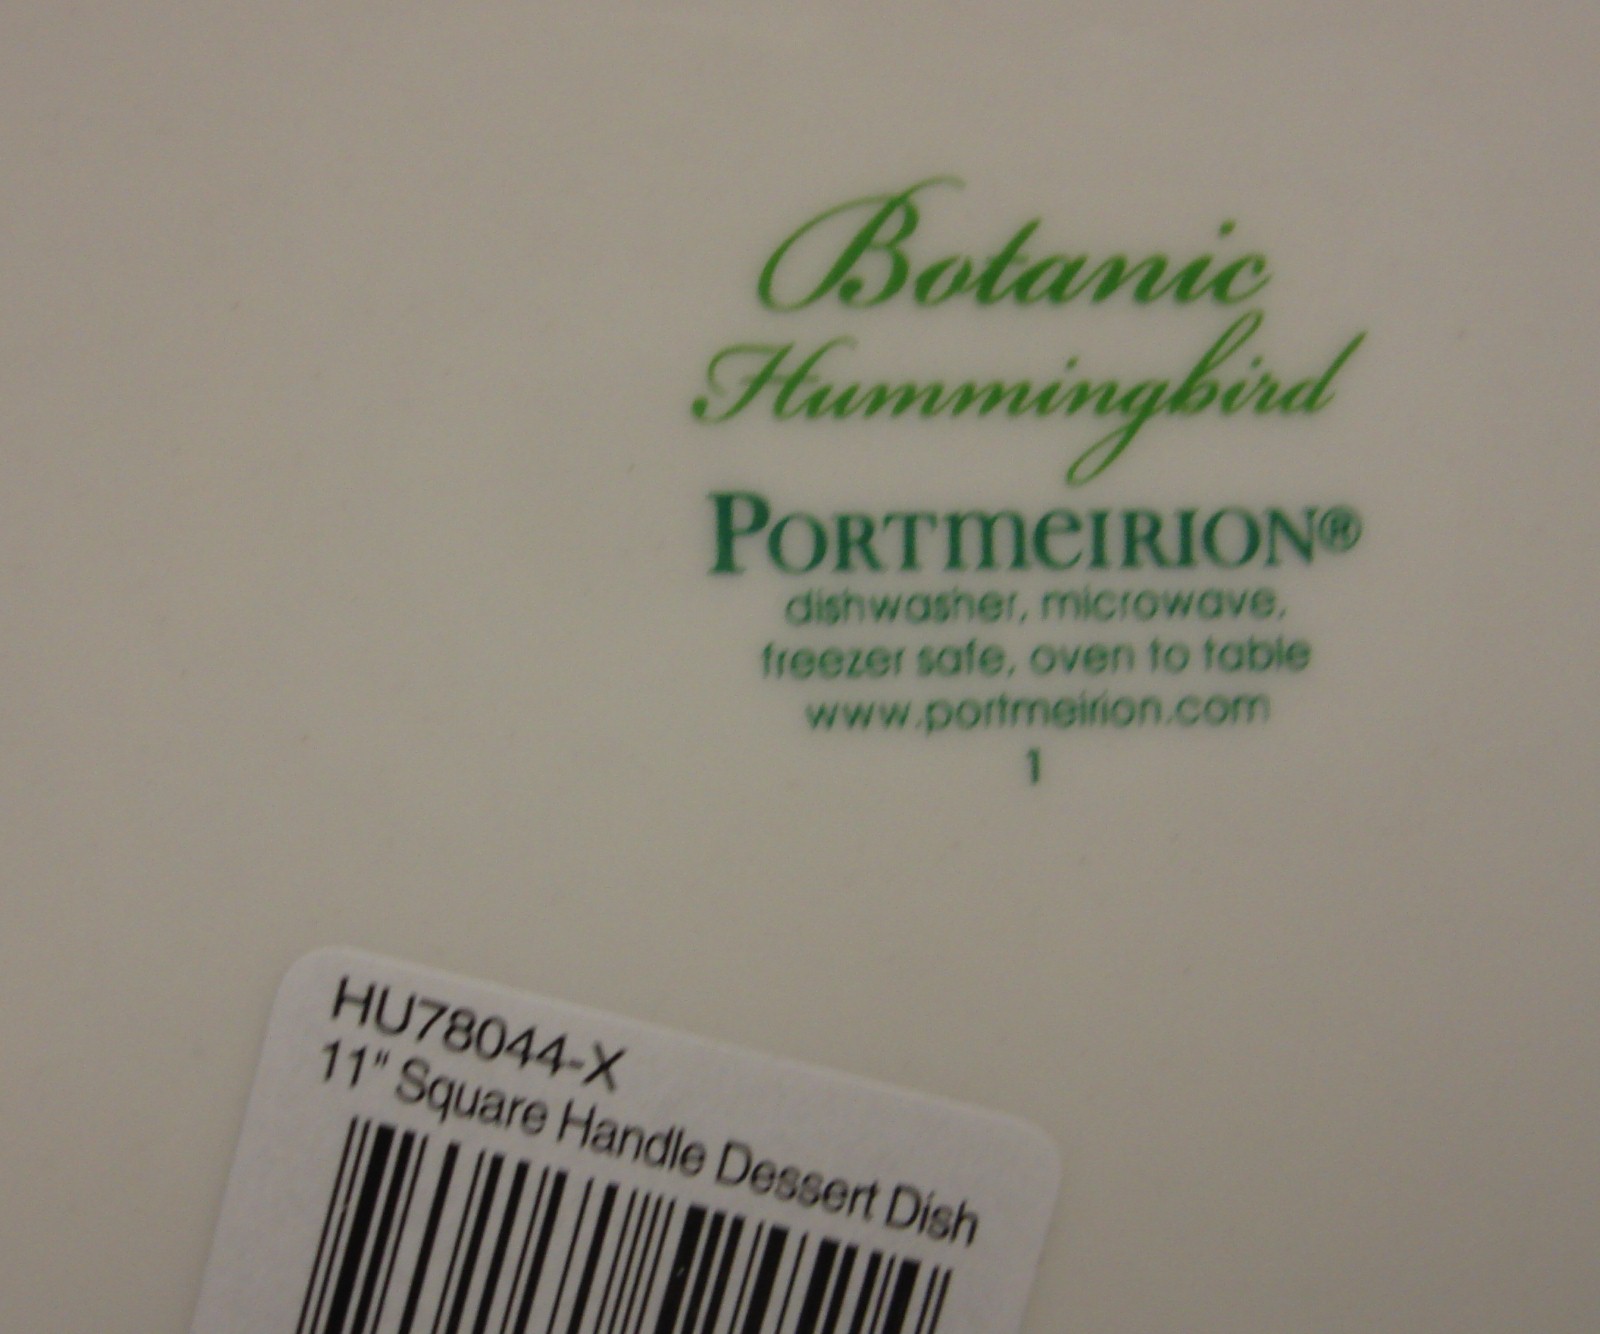 Botanic
Hummingbird
PORTMEIRION®
dishwasher, microwave,
freezer safe, oven to table
www.portmeirion.com
1
HU78044-X
11" Square Handle Dessert Dish